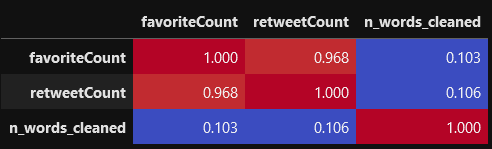 favoriteCount retweetCount n_words_cleaned
favoriteCount 1.000 0.968 0.103
retweetCount 0.968 1.000 0.106
n_words_cleaned 0.103 0.106 1.000